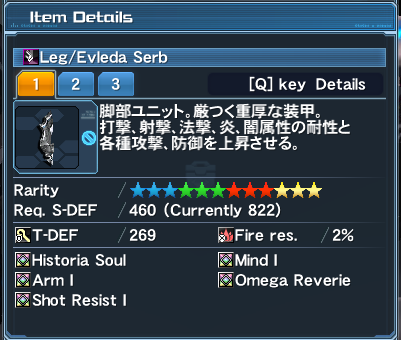 Item Details
Leg/Evleda Serb
1 2 3 [Q] key Details
脚部ユニット。厳つく重厚な装甲。
打撃、射撃、法撃、炎、闇属性の耐性と
各種攻撃、防御を上昇させる。
Rarity /
Req. S-DEF / 460 (Currently 822)
T-DEF / 269 Fire res. / 2%
Historia Soul Mind I
Arm I Omega Reverie
Shot Resist I